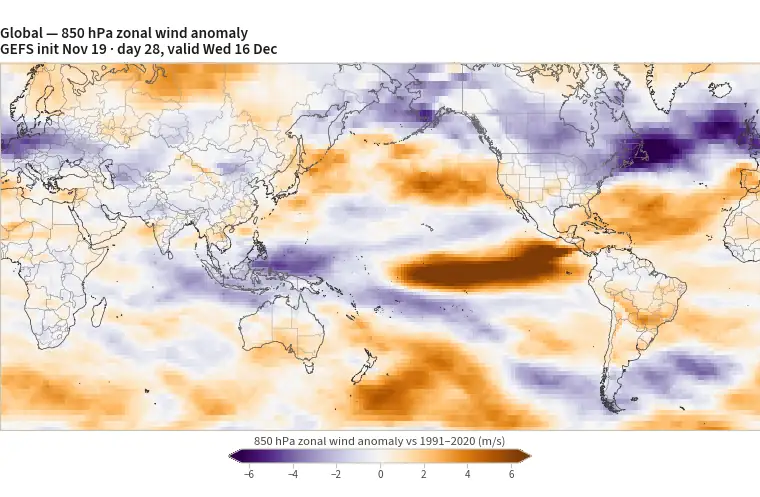 Global — 850 hPa zonal wind anomaly
GEFS init Nov 19 · day 28, valid Wed 16 Dec
850 hPa zonal wind anomaly vs 1991–2020 (m/s)
−6 −4 −2 0 2 4 6